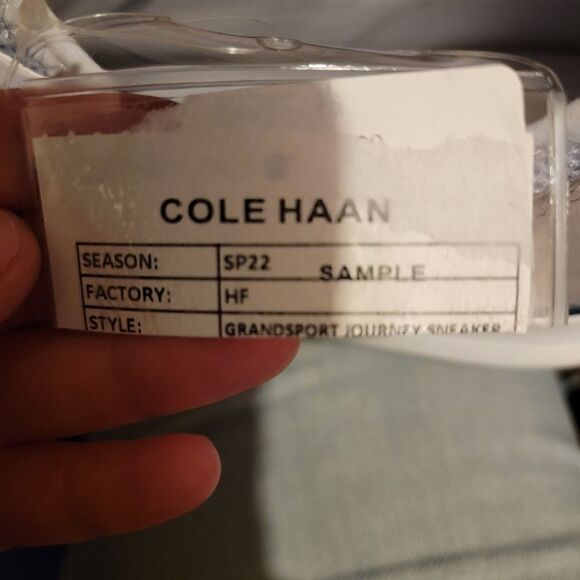 COLE HAAN
SEASON: SP22
SAMPLE
FACTORY: HF
STYLE: GRANDSPORT JOURNEY SNEAKER